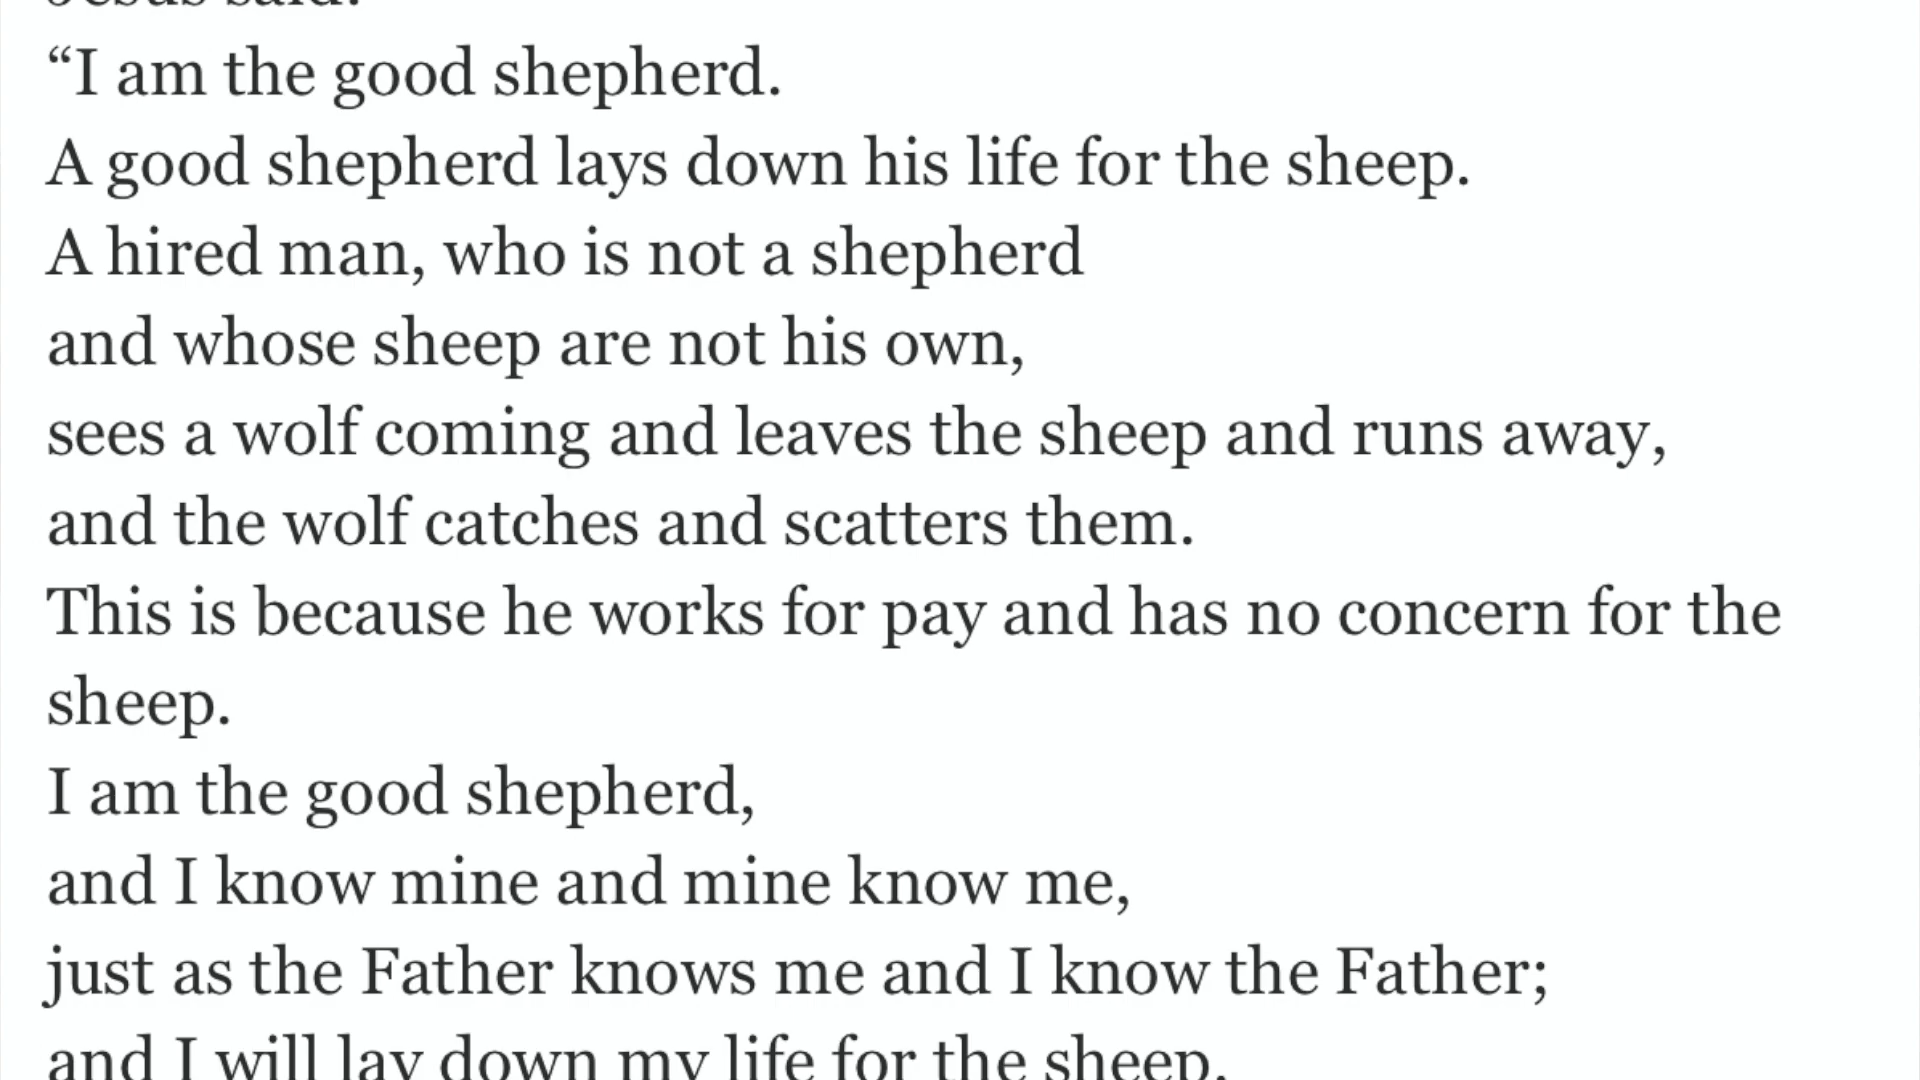 Jesus said:
“I am the good shepherd.
A good shepherd lays down his life for the sheep.
A hired man, who is not a shepherd
and whose sheep are not his own,
sees a wolf coming and leaves the sheep and runs away,
and the wolf catches and scatters them.
This is because he works for pay and has no concern for the
sheep.
I am the good shepherd,
and I know mine and mine know me,
just as the Father knows me and I know the Father;
and I will lay down my life for the sheep.